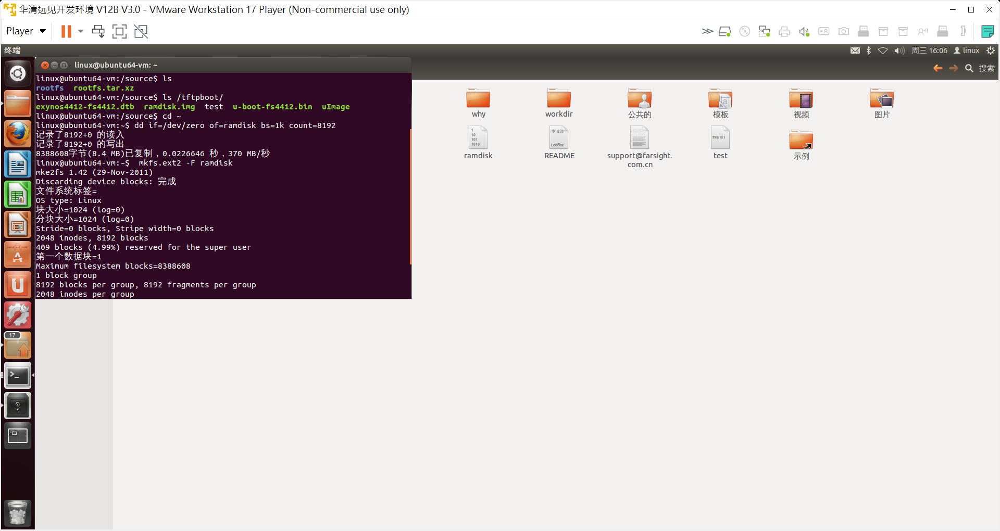 华清远见开发环境 V12B V3.0 - VMware Workstation 17 Player (Non-commercial use only)
Player
终端
周三 16:06
linux
linux@ubuntu64-vm: ~
搜索
linux@ubuntu64-vm:/source$ ls
rootfs  rootfs.tar.xz
linux@ubuntu64-vm:/source$ ls /tftpboot/
exynos4412-fs4412.dtb  ramdisk.img  test  u-boot-fs4412.bin  uImage
linux@ubuntu64-vm:/source$ cd ~
linux@ubuntu64-vm:~$ dd if=/dev/zero of=ramdisk bs=1k count=8192
记录了8192+0 的读入
记录了8192+0 的写出
8388608字节(8.4 MB)已复制，0.0226646 秒，370 MB/秒
linux@ubuntu64-vm:~$  mkfs.ext2 -F ramdisk
mke2fs 1.42 (29-Nov-2011)
Discarding device blocks: 完成
文件系统标签=
OS type: Linux
块大小=1024 (log=0)
分块大小=1024 (log=0)
Stride=0 blocks, Stripe width=0 blocks
2048 inodes, 8192 blocks
409 blocks (4.99%) reserved for the super user
第一个数据块=1
Maximum filesystem blocks=8388608
1 block group
8192 blocks per group, 8192 fragments per group
2048 inodes per group
why
workdir
公共的
模板
视频
图片
1
10
101
1010
华清远
LeeShe
this is a
ramdisk
README
support@farsight.
com.cn
test
示例
17